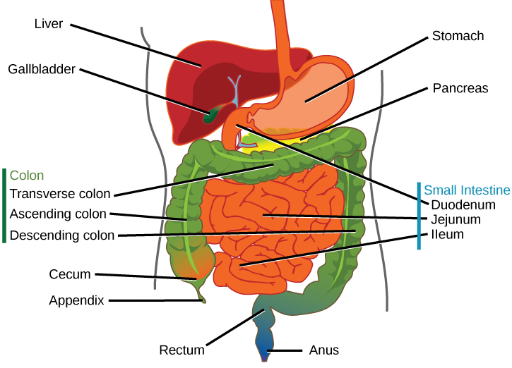 Liver
Stomach
Gallbladder
Pancreas
Colon
Transverse colon
Ascending colon
Descending colon
Small Intestine
Duodenum
Jejunum
Ileum
Cecum
Appendix
Rectum
Anus